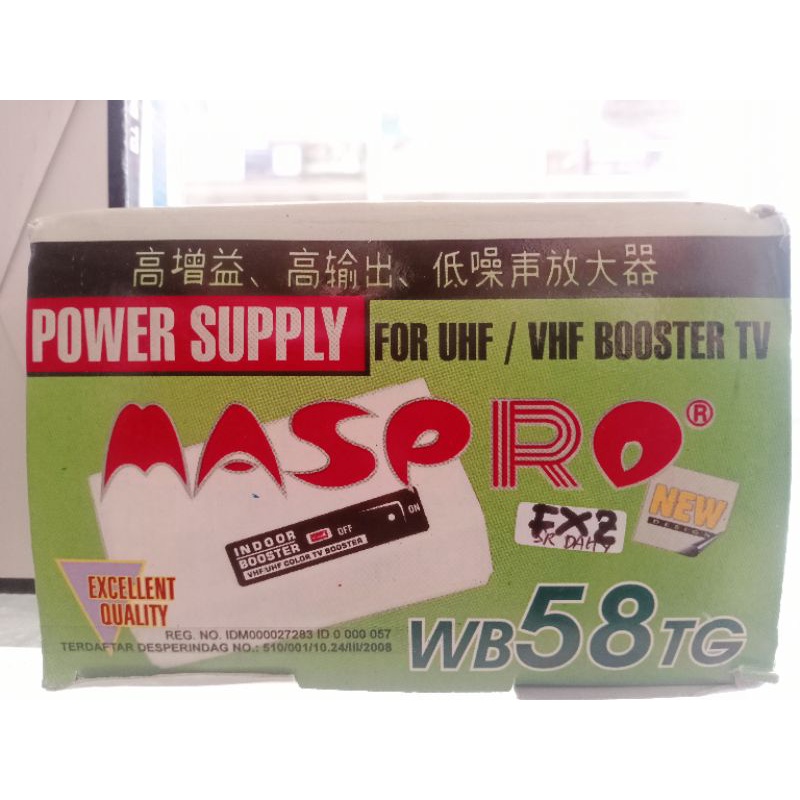 高增益、高输出、低噪声放大器
POWER SUPPLY FOR UHF / VHF BOOSTER TV
MASPRO®
INDOOR BOOSTER OFF ON
VHF UHF COLOR TV BOOSTER
FXZ
NEW
DESIGN
EXCELLENT
QUALITY
REG. NO. IDM000027283 ID 0 000 057
TERDAFTAR DESPERINDAG NO.: 510/001/10.24/III/2008
WB58TG